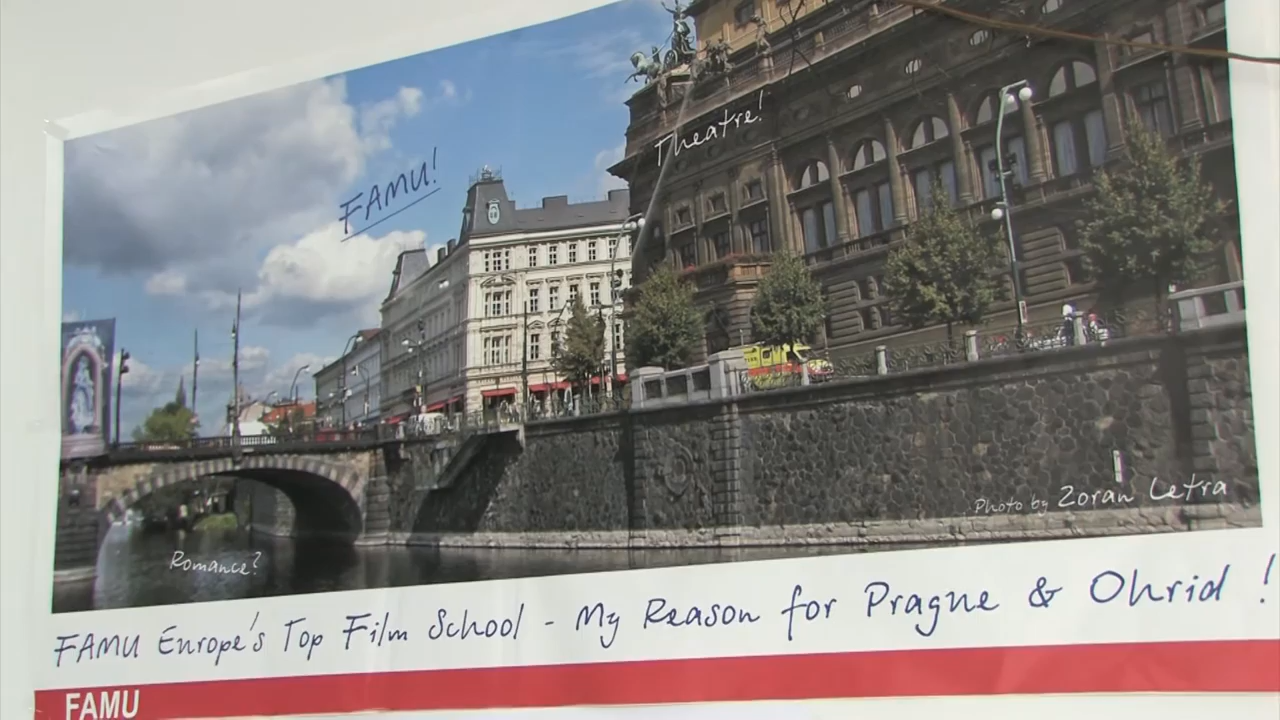 Theatre!
FAMU!
Photo by Zoran Letra
Romance?
FAMU Europe's Top Film School - My Reason for Prague & Ohrid !
FAMU